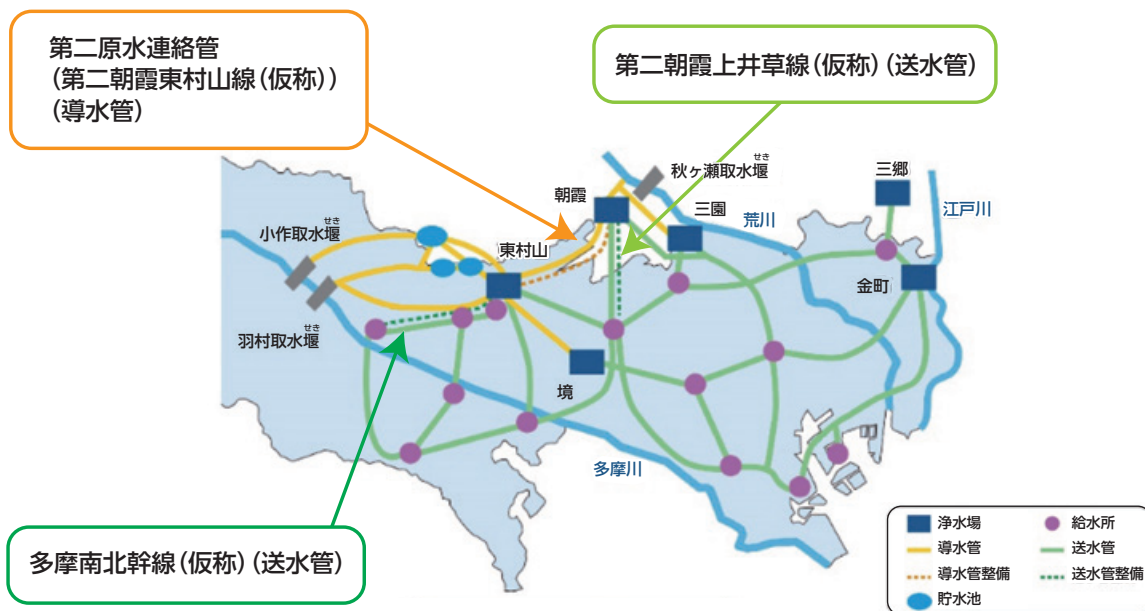 第二原水連絡管
(第二朝霞東村山線(仮称))
(導水管)
第二朝霞上井草線(仮称)(送水管)
秋ヶ瀬取水堰
せき
三郷
朝霞
三園
荒川
江戸川
小作取水堰
せき
東村山
金町
羽村取水堰
せき
境
多摩川
多摩南北幹線(仮称)(送水管)
浄水場
給水所
導水管
送水管
導水管整備
送水管整備
貯水池